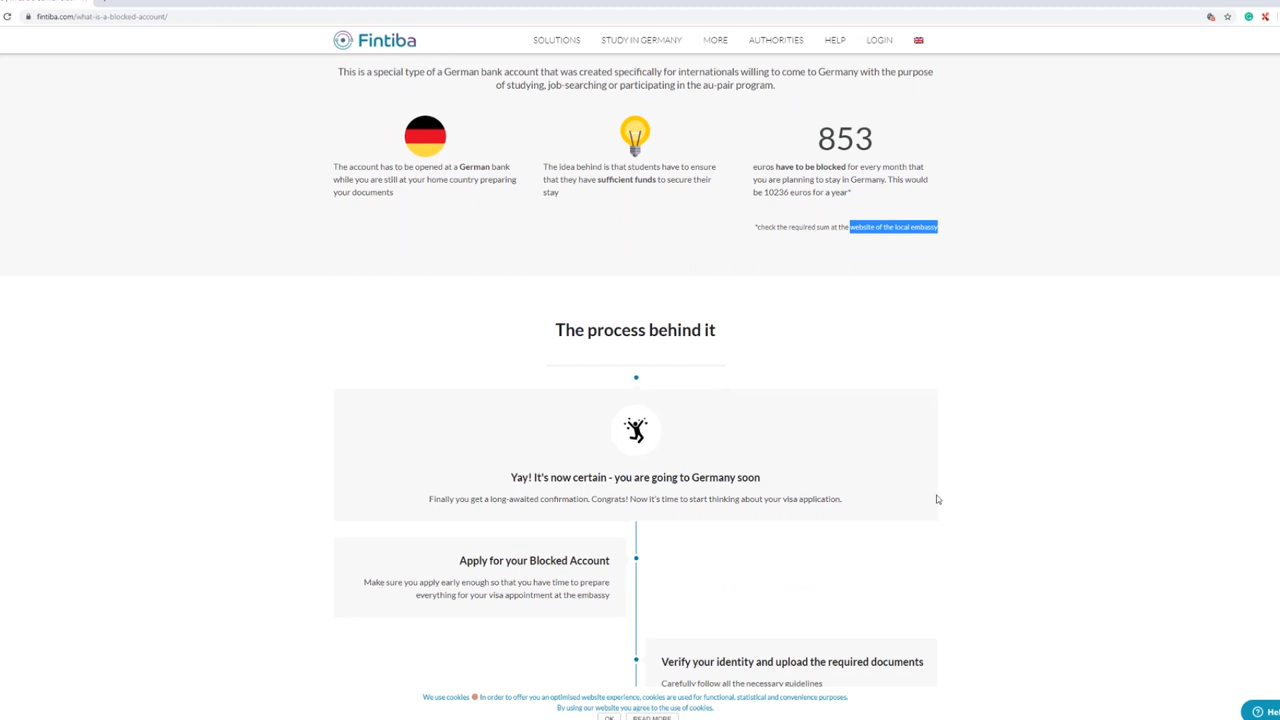 fintiba.com/what-is-a-blocked-account/
Fintiba
SOLUTIONS STUDY IN GERMANY MORE AUTHORITIES HELP LOGIN
This is a special type of a German bank account that was created specifically for internationals willing to come to Germany with the purpose
of studying, job-searching or participating in the au-pair program.
The account has to be opened at a German bank
while you are still at your home country preparing
your documents
The idea behind is that students have to ensure
that they have sufficient funds to secure their
stay
853
euros have to be blocked for every month that
you are planning to stay in Germany. This would
be 10236 euros for a year*
*check the required sum at the website of the local embassy
The process behind it
Yay! It's now certain - you are going to Germany soon
Finally you get a long-awaited confirmation. Congrats! Now it's time to start thinking about your visa application.
Apply for your Blocked Account
Make sure you apply early enough so that you have time to prepare
everything for your visa appointment at the embassy
Verify your identity and upload the required documents
Carefully follow all the necessary guidelines
We use cookies In order to offer you an optimised website experience, cookies are used for functional, statistical and convenience purposes.
By using our website you agree to the use of cookies.
OK READ MORE